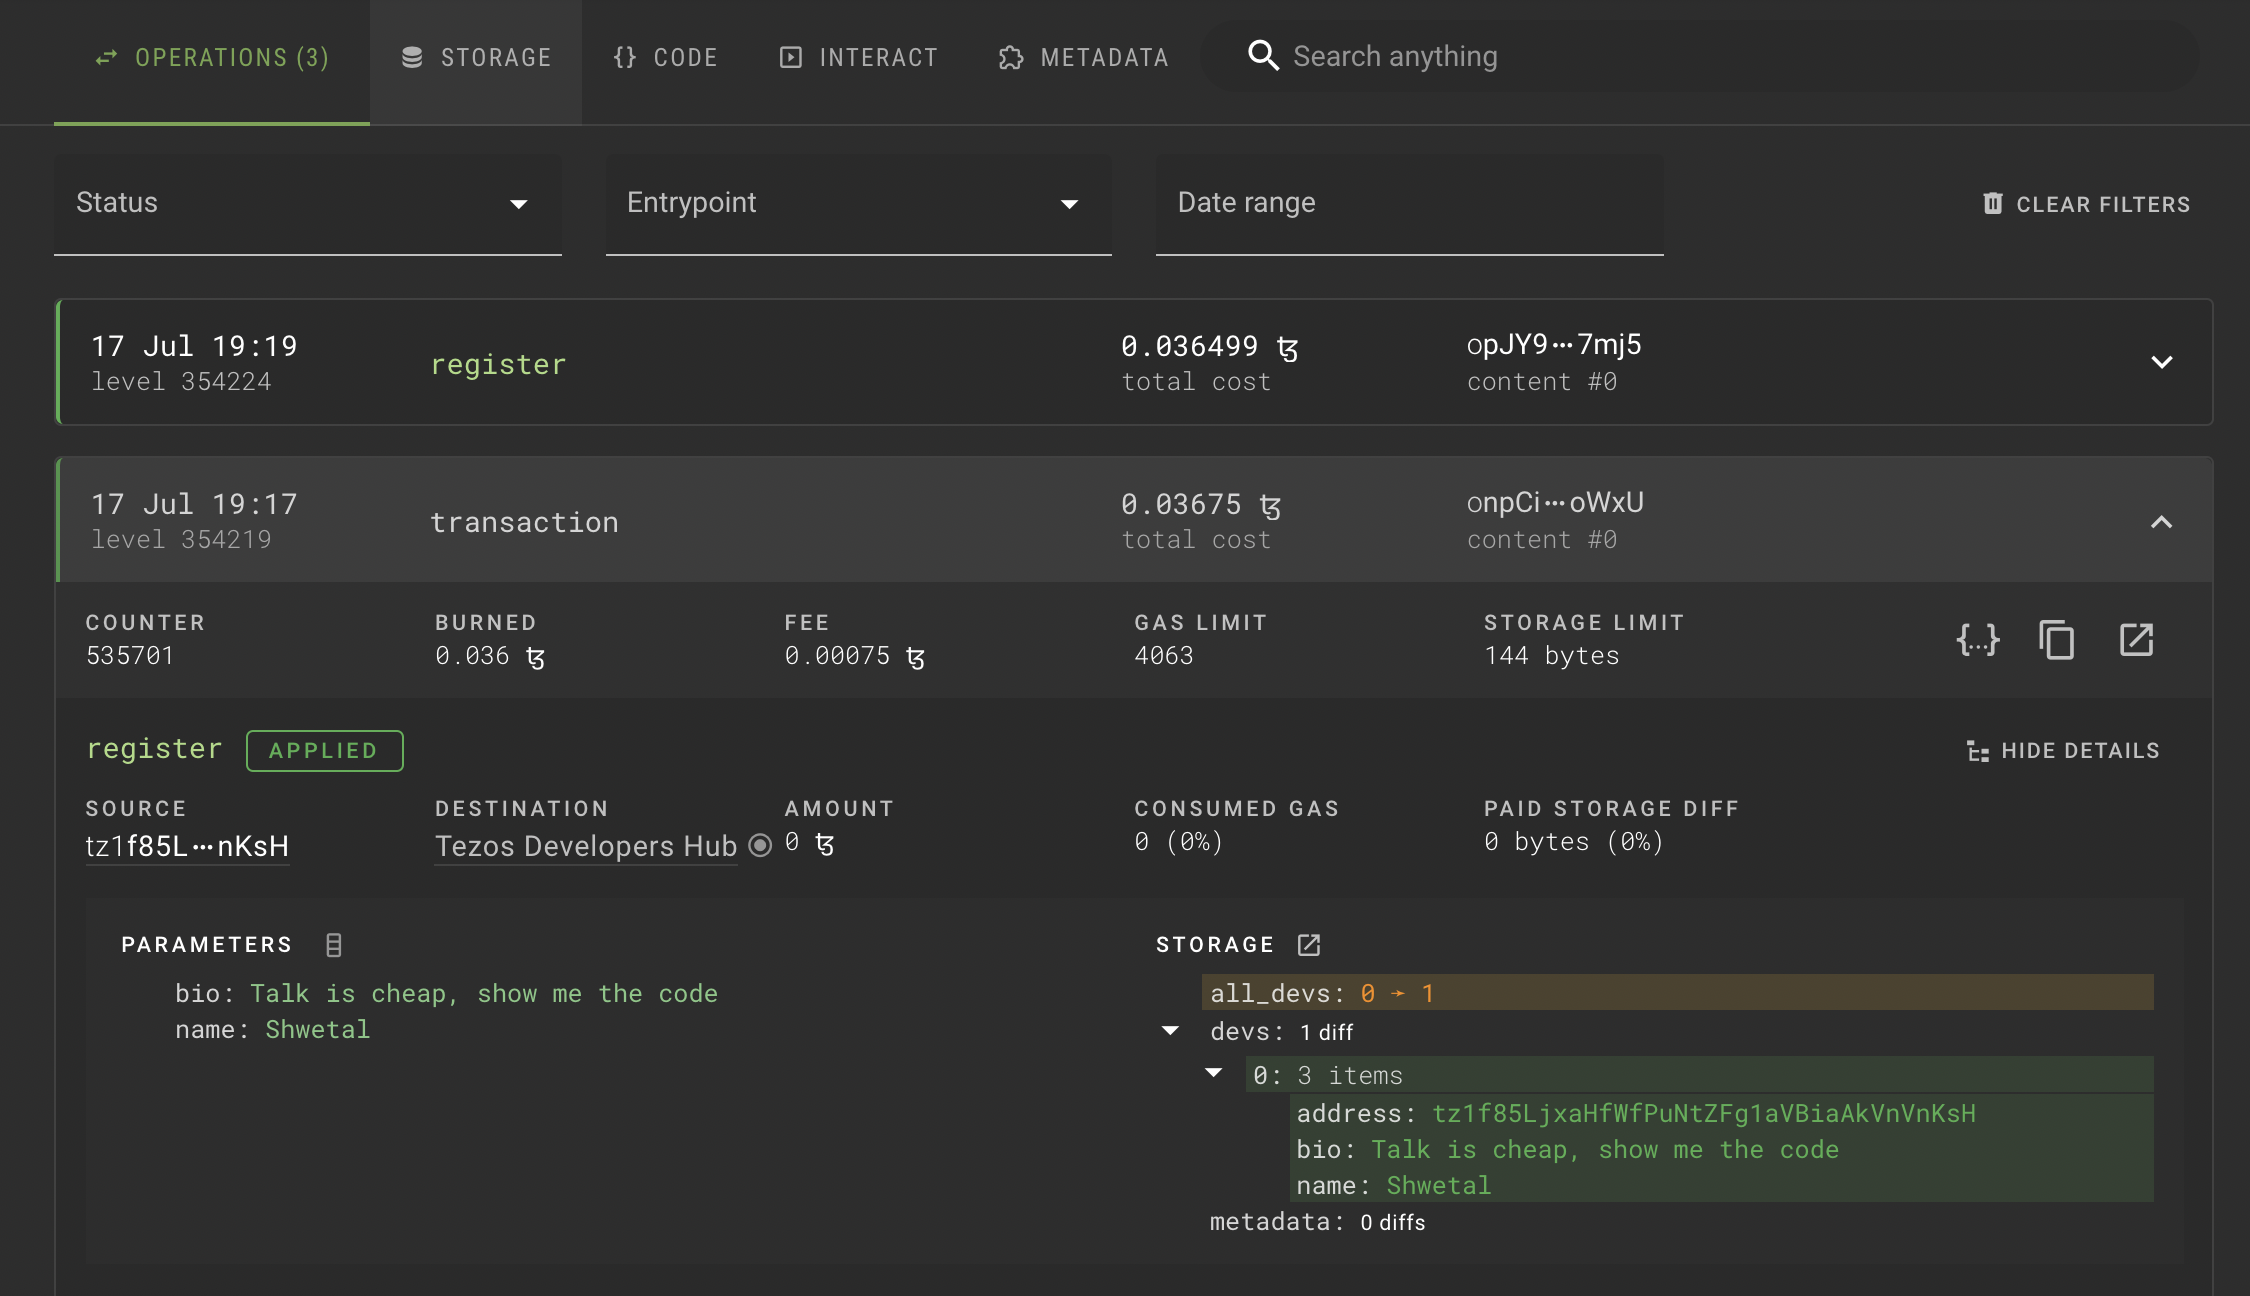 OPERATIONS (3)
STORAGE
{} CODE
INTERACT
METADATA
Search anything
Status
Entrypoint
Date range
CLEAR FILTERS
17 Jul 19:19
level 354224
register
0.036499 ꜩ
total cost
opJY9···7mj5
content #0
17 Jul 19:17
level 354219
transaction
0.03675 ꜩ
total cost
onpCi···oWxU
content #0
COUNTER
535701
BURNED
0.036 ꜩ
FEE
0.00075 ꜩ
GAS LIMIT
4063
STORAGE LIMIT
144 bytes
{...}
register
APPLIED
HIDE DETAILS
SOURCE
tz1f85L···nKsH
DESTINATION
Tezos Developers Hub
AMOUNT
0 ꜩ
CONSUMED GAS
0 (0%)
PAID STORAGE DIFF
0 bytes (0%)
PARAMETERS
bio: Talk is cheap, show me the code
name: Shwetal
STORAGE
all_devs: 0 → 1
devs: 1 diff
0: 3 items
address: tz1f85LjxaHfWfPuNtZFg1aVBiaAkVnVnKsH
bio: Talk is cheap, show me the code
name: Shwetal
metadata: 0 diffs